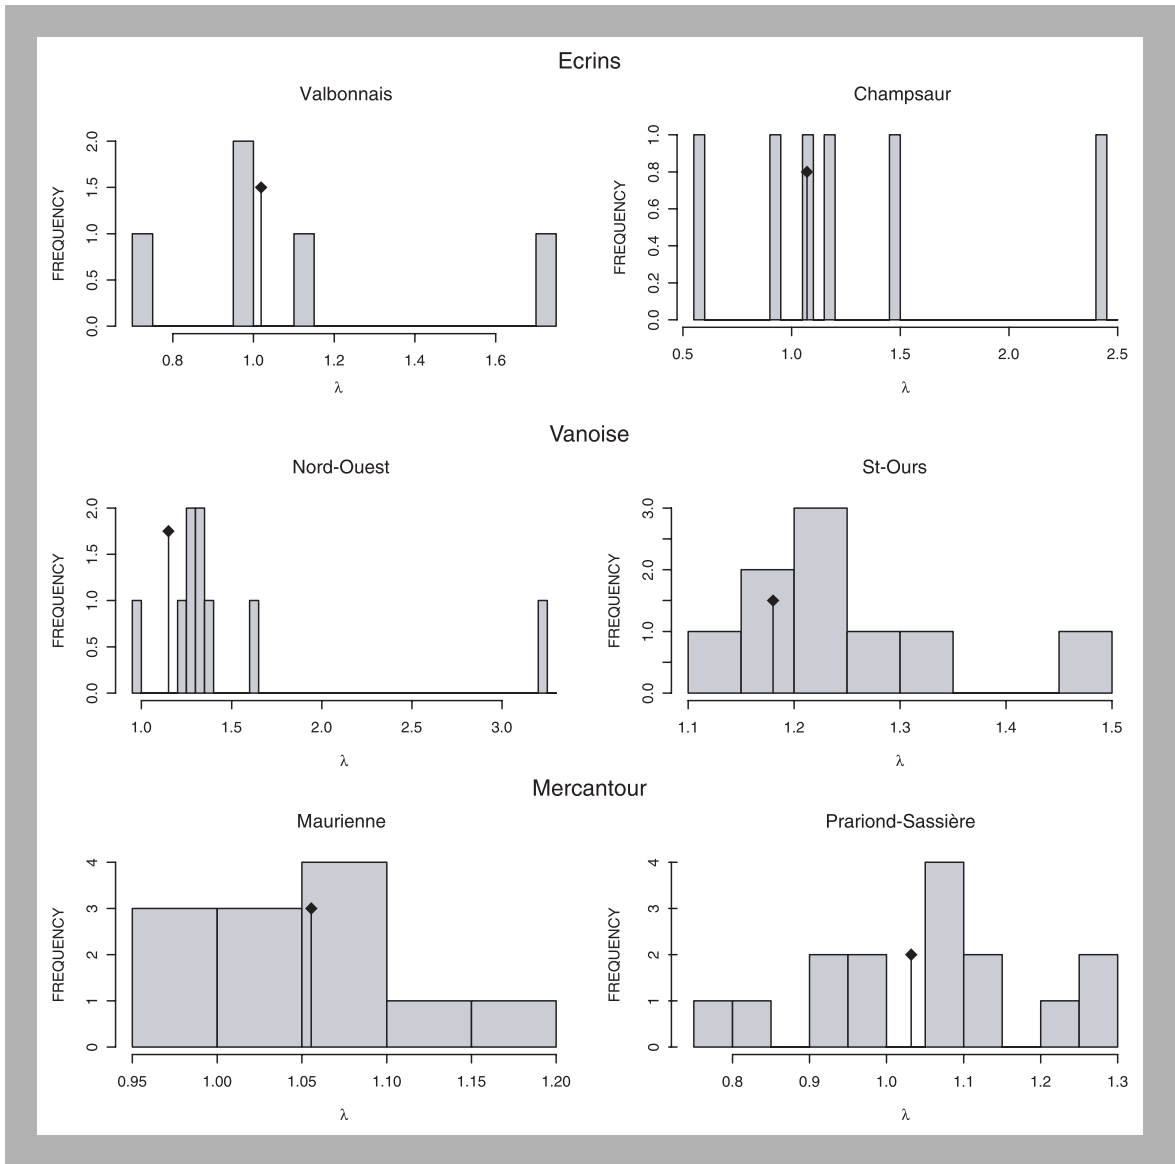 Ecrins
Valbonnais
FREQUENCY
0.0 0.5 1.0 1.5 2.0
0.8 1.0 1.2 1.4 1.6
λ
Champsaur
FREQUENCY
0.0 0.2 0.4 0.6 0.8 1.0
0.5 1.0 1.5 2.0 2.5
λ
Vanoise
Nord-Ouest
FREQUENCY
0.0 0.5 1.0 1.5 2.0
1.0 1.5 2.0 2.5 3.0
λ
St-Ours
FREQUENCY
0.0 1.0 2.0 3.0
1.1 1.2 1.3 1.4 1.5
λ
Mercantour
Maurienne
FREQUENCY
0 1 2 3 4
0.95 1.00 1.05 1.10 1.15 1.20
λ
Prariond-Sassière
FREQUENCY
0 1 2 3 4
0.8 0.9 1.0 1.1 1.2 1.3
λ